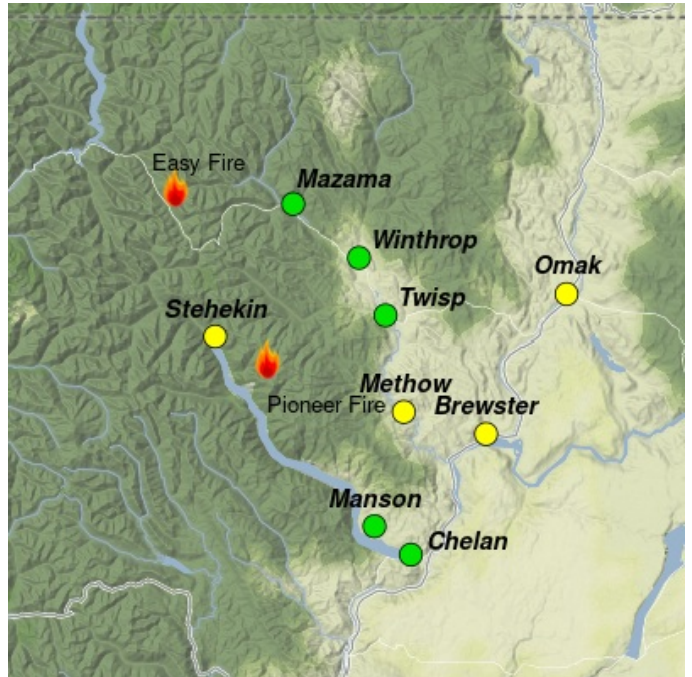 Easy Fire
Mazama
Winthrop
Omak
Twisp
Stehekin
Methow
Pioneer Fire
Brewster
Manson
Chelan